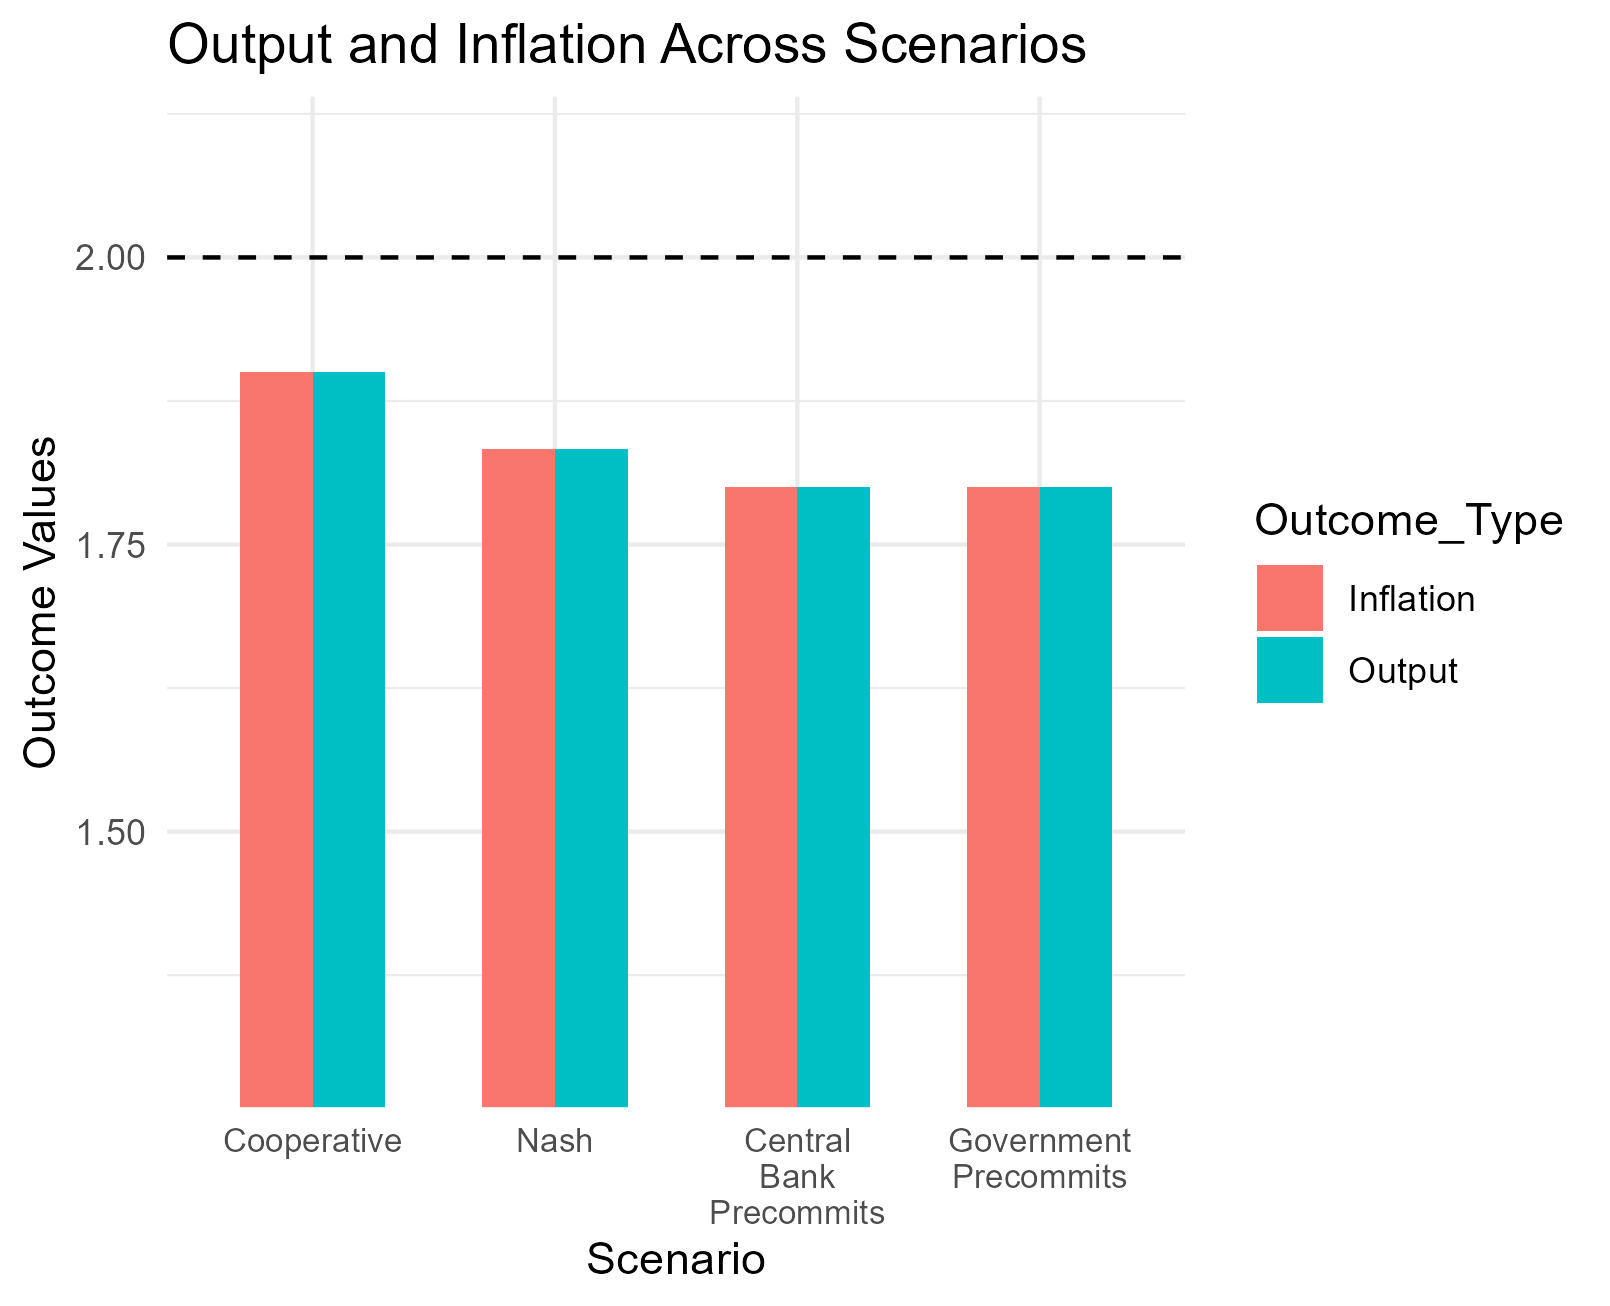 Output and Inflation Across Scenarios
Outcome Values
2.00
1.75
1.50
Cooperative
Nash
Central
Bank
Precommits
Government
Precommits
Scenario
Outcome_Type
Inflation
Output